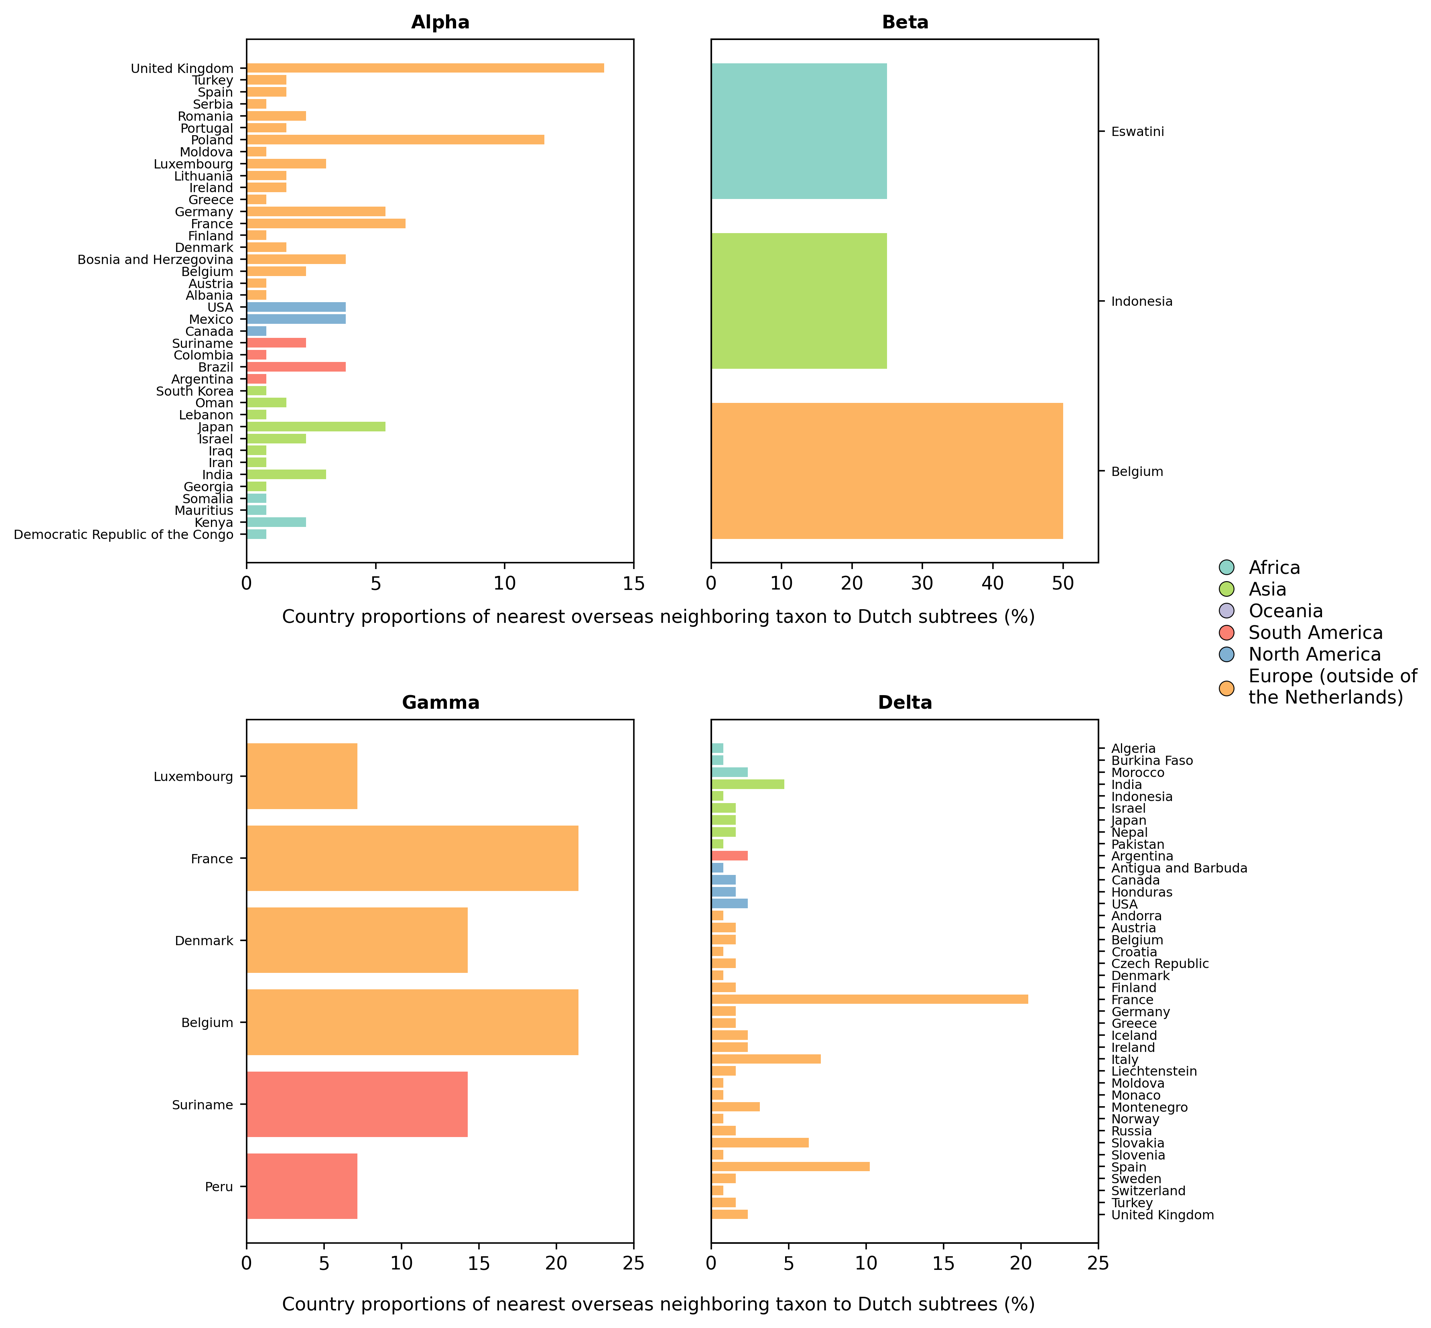 Alpha
United Kingdom
Turkey
Spain
Serbia
Romania
Portugal
Poland
Moldova
Luxembourg
Lithuania
Ireland
Greece
Germany
France
Finland
Denmark
Bosnia and Herzegovina
Belgium
Austria
Albania
USA
Mexico
Canada
Suriname
Colombia
Brazil
Argentina
South Korea
Oman
Lebanon
Japan
Israel
Iraq
Iran
India
Georgia
Somalia
Mauritius
Kenya
Democratic Republic of the Congo
0 5 10 15
Beta
Eswatini
Indonesia
Belgium
0 10 20 30 40 50
Country proportions of nearest overseas neighboring taxon to Dutch subtrees (%)
Africa
Asia
Oceania
South America
North America
Europe (outside of
the Netherlands)
Gamma
Luxembourg
France
Denmark
Belgium
Suriname
Peru
0 5 10 15 20 25
Delta
Algeria
Burkina Faso
Morocco
India
Indonesia
Israel
Japan
Nepal
Pakistan
Argentina
Antigua and Barbuda
Canada
Honduras
USA
Andorra
Austria
Belgium
Croatia
Czech Republic
Denmark
Finland
France
Germany
Greece
Iceland
Ireland
Italy
Liechtenstein
Moldova
Monaco
Montenegro
Norway
Russia
Slovakia
Slovenia
Spain
Sweden
Switzerland
Turkey
United Kingdom
0 5 10 15 20 25
Country proportions of nearest overseas neighboring taxon to Dutch subtrees (%)